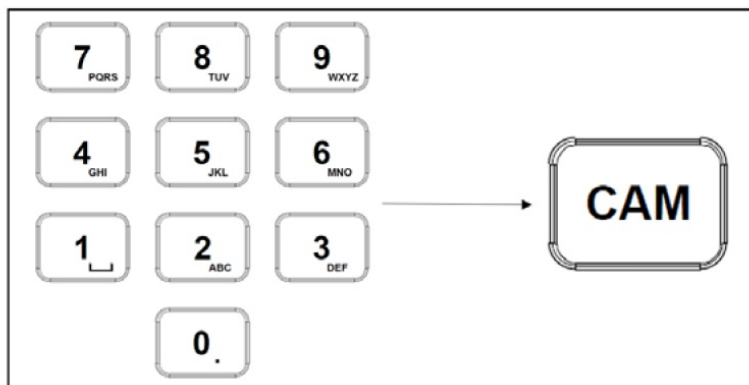 7 PQRS 8 TUV 9 WXYZ
4 GHI 5 JKL 6 MNO
CAM
1 2 ABC 3 DEF
0 .